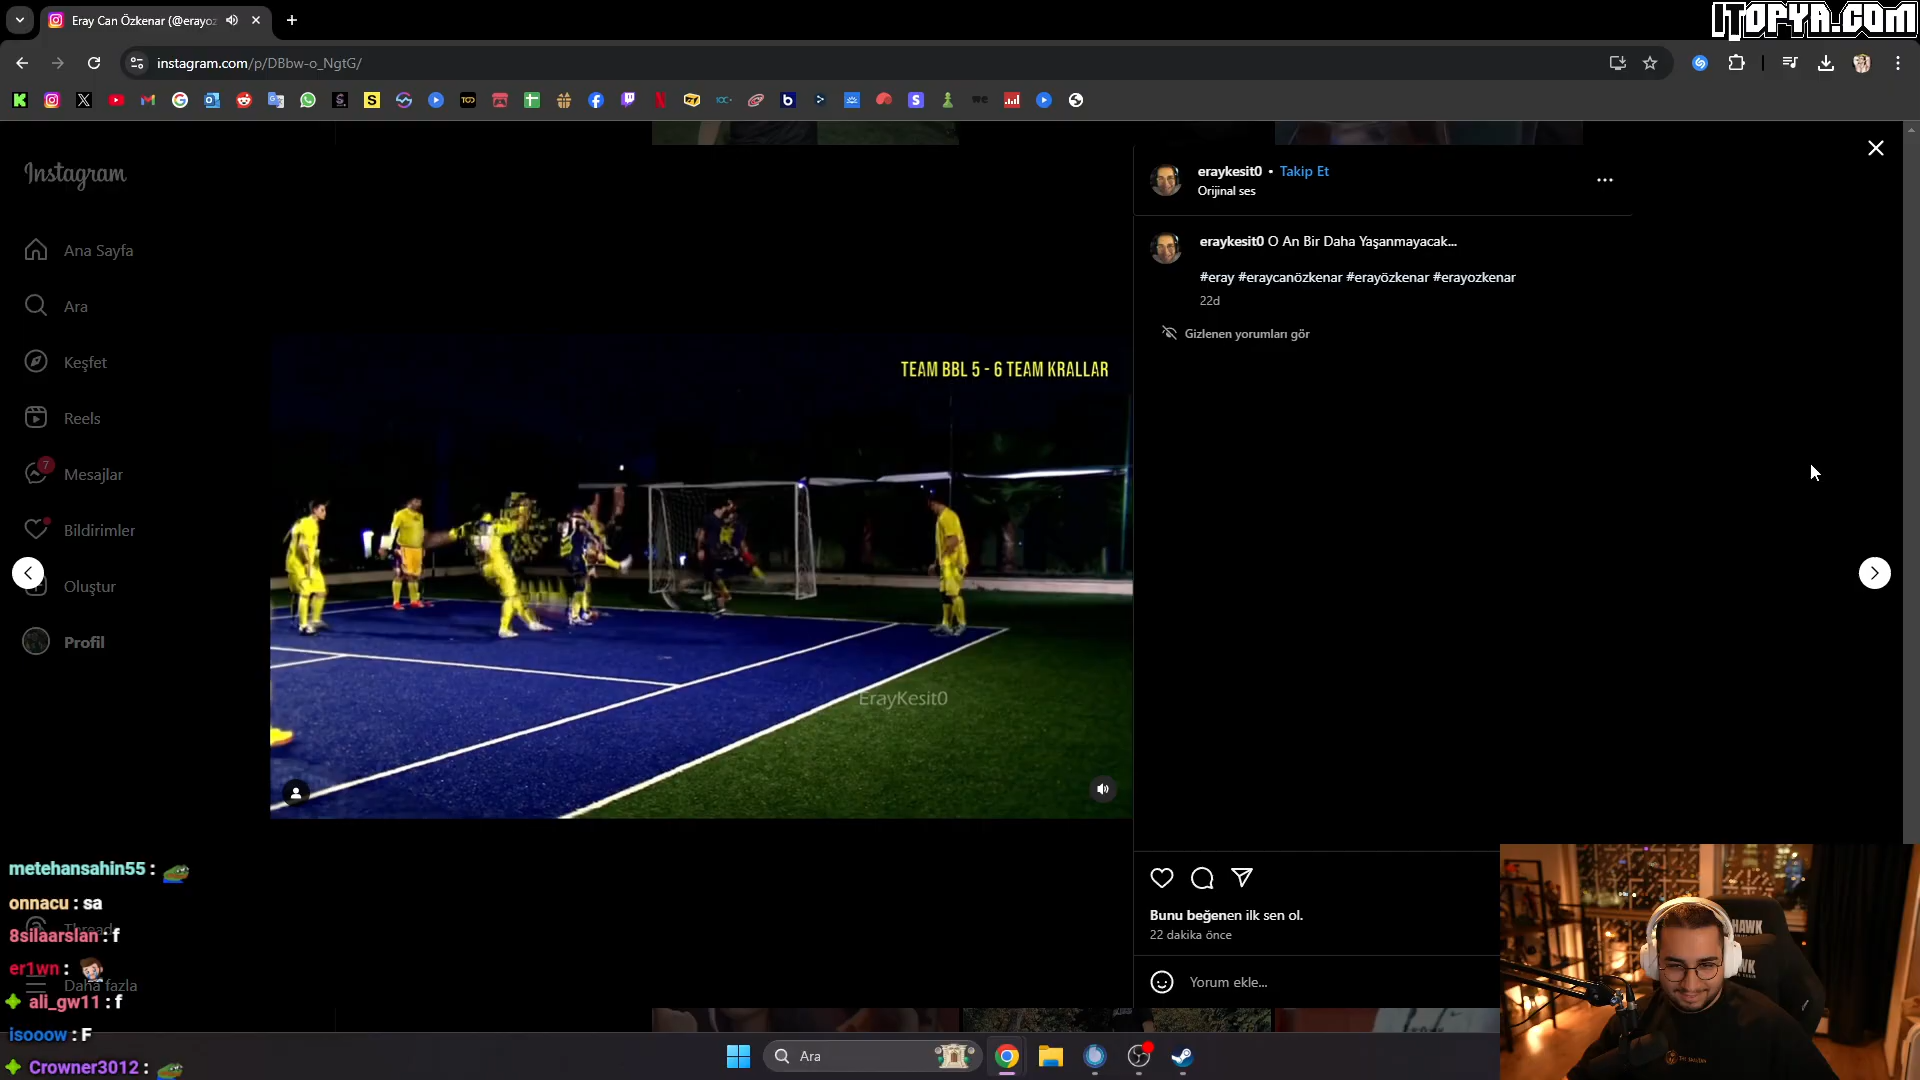 Eray Can Özkenar (@erayoz
ITOPYA.COM
instagram.com/p/DBbw-o_NgtG/
Instagram
Ana Sayfa
Ara
Keşfet
Reels
7
Mesajlar
Bildirimler
Oluştur
Profil
Thread
Daha fazla
TEAM BBL 5 - 6 TEAM KRALLAR
ErayKesit0
eraykesit0 • Takip Et
Orijinal ses
eraykesit0 O An Bir Daha Yaşanmayacak...
#eray #eraycanözkenar #erayözkenar #erayozkenar
22d
Gizlenen yorumları gör
Bunu beğenen ilk sen ol.
22 dakika önce
Yorum ekle...
metehansahin55 :
onnacu : sa
8silaarslan : f
er1wn :
ali_gw11 : f
isooow : F
Crowner3012 :
Ara